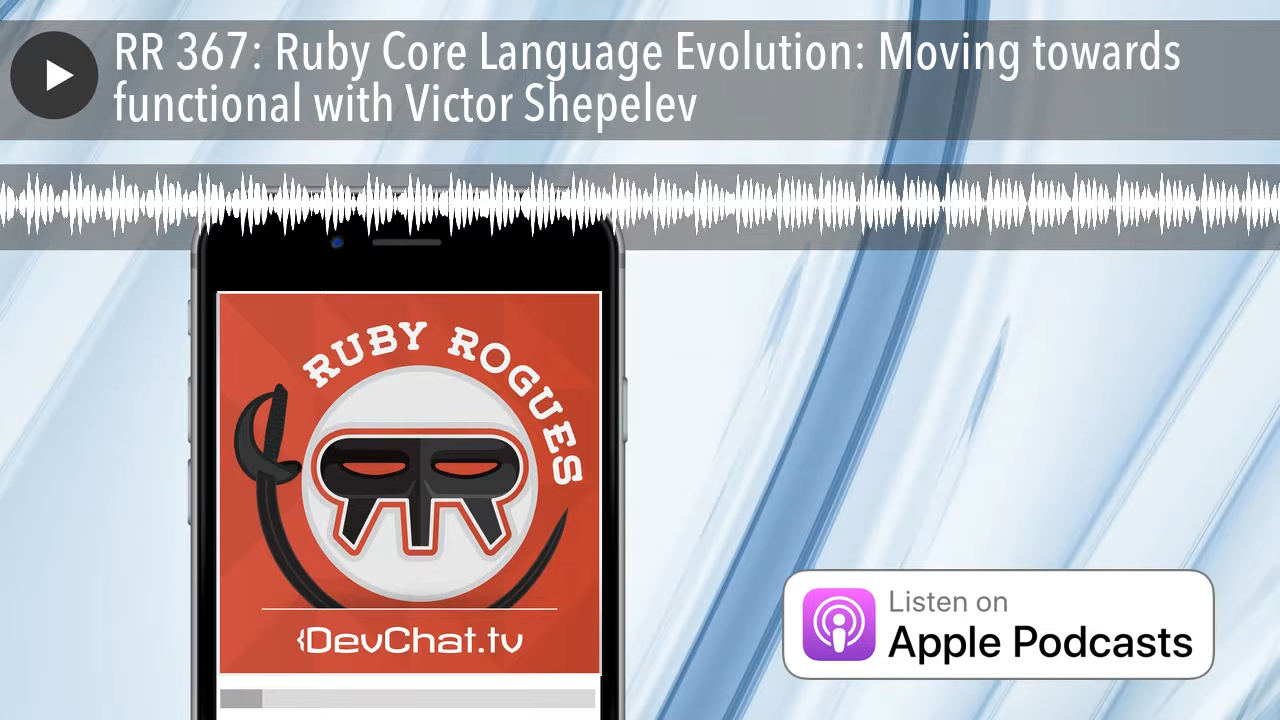 RR 367: Ruby Core Language Evolution: Moving towards
functional with Victor Shepelev
RUBY ROGUES
{DevChat.tv
Listen on
Apple Podcasts